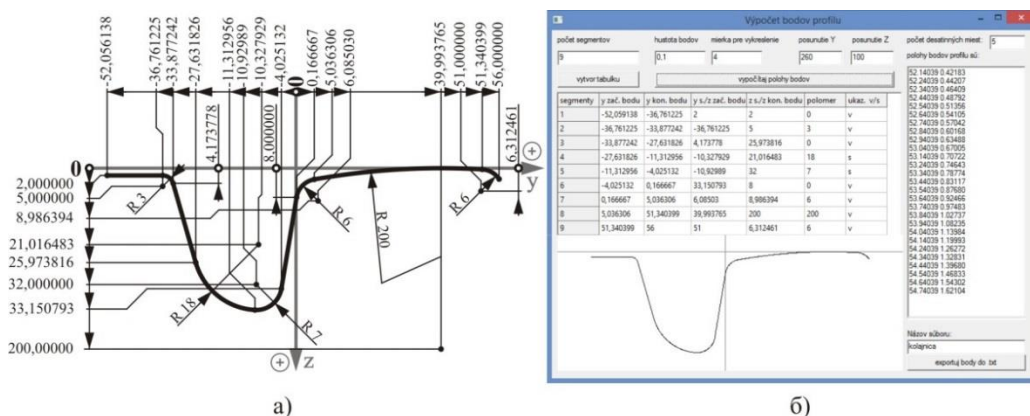 -52,056138
-36,761225
-33,877242
-27,631826
-11,312956
-10,92989
-10,327929
-4,025132
0
0,166667
5,036306
6,085030
39,993765
51,000000
51,340399
56,000000
4,173778
8,000000
6,312461
0
2,000000
5,000000
8,986394
21,016483
25,973816
32,000000
33,150793
200,00000
R 3
R 18
R 7
R 6
R 200
R 6
y
z
а)
Výpočet bodov profilu
počet segmentov hustota bodov mierka pre vykreslenie posunutie Y posunutie Z počet desatinných miest: 5
9 0,1 4 260 100
polohy bodov profilu sú:
vytvor tabulku vypočítaj polohy bodov
segmenty y zač. bodu y kon. bodu y s./z zač. bodu z s./z kon. bodu polomer ukaz. v/s
1 -52,059138 -36,761225 2 2 0 v
2 -36,761225 -33,877242 -36,761225 5 3 v
3 -33,877242 -27,631826 4,173778 25,973816 0 v
4 -27,631826 -11,312956 -10,327929 21,016483 18 s
5 -11,312956 -4,025132 -10,92989 32 7 s
6 -4,025132 0,166667 33,150793 8 0 v
7 0,166667 5,036306 6,08503 8,986394 6 v
8 5,036306 51,340399 39,993765 200 200 v
9 51,340399 56 51 6,312461 6 v
52.14039 0.42183
52.24039 0.44207
52.34039 0.46409
52.44039 0.48792
52.54039 0.51356
52.64039 0.54105
52.74039 0.57042
52.84039 0.60168
52.94039 0.63488
53.04039 0.67005
53.14039 0.70722
53.24039 0.74643
53.34039 0.78774
53.44039 0.83117
53.54039 0.87680
53.64039 0.92466
53.74039 0.97483
53.84039 1.02737
53.94039 1.08235
54.04039 1.13984
54.14039 1.19993
54.24039 1.26272
54.34039 1.32831
54.44039 1.39680
54.54039 1.46833
54.64039 1.54302
54.74039 1.62104
Názov súboru:
kolajnica
exportuj body do .txt
б)